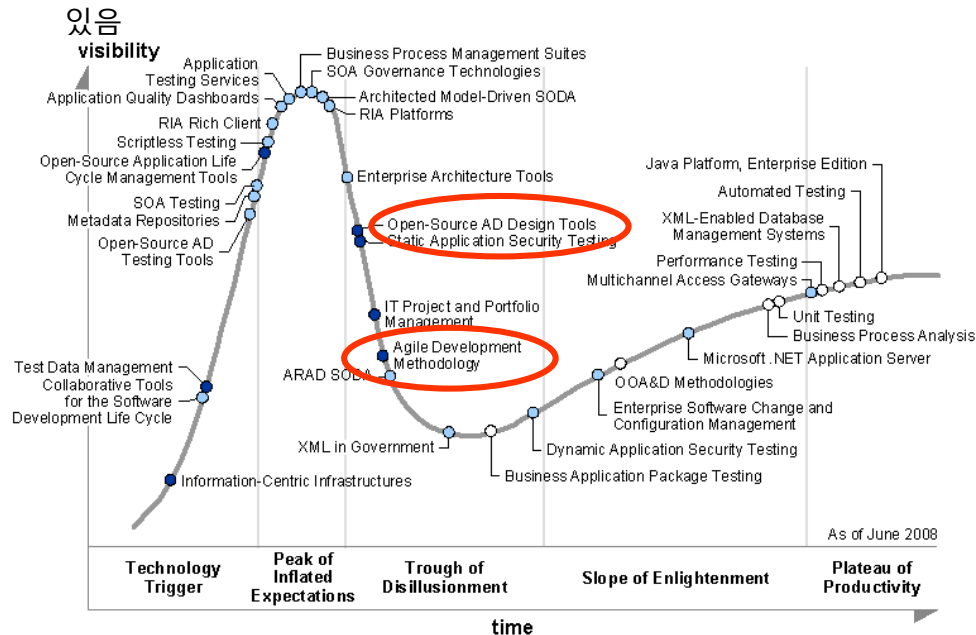 있음
visibility
Business Process Management Suites
SOA Governance Technologies
Application
Testing Services
Architected Model-Driven SODA
Application Quality Dashboards
RIA Platforms
RIA Rich Client
Scriptless Testing
Open-Source Application Life
Cycle Management Tools
SOA Testing
Metadata Repositories
Open-Source AD
Testing Tools
Enterprise Architecture Tools
Open-Source AD Design Tools
Static Application Security Testing
IT Project and Portfolio
Management
Agile Development
Methodology
ARAD SODA
Test Data Management
Collaborative Tools
for the Software
Development Life Cycle
Information-Centric Infrastructures
XML in Government
Business Application Package Testing
Dynamic Application Security Testing
Enterprise Software Change and
Configuration Management
OOA&D Methodologies
Microsoft .NET Application Server
Business Process Analysis
Unit Testing
Multichannel Access Gateways
Performance Testing
XML-Enabled Database
Management Systems
Automated Testing
Java Platform, Enterprise Edition
As of June 2008
Technology
Trigger
Peak of
Inflated
Expectations
Trough of
Disillusionment
Slope of Enlightenment
Plateau of
Productivity
time